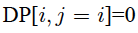 DP[i, j = i]=0